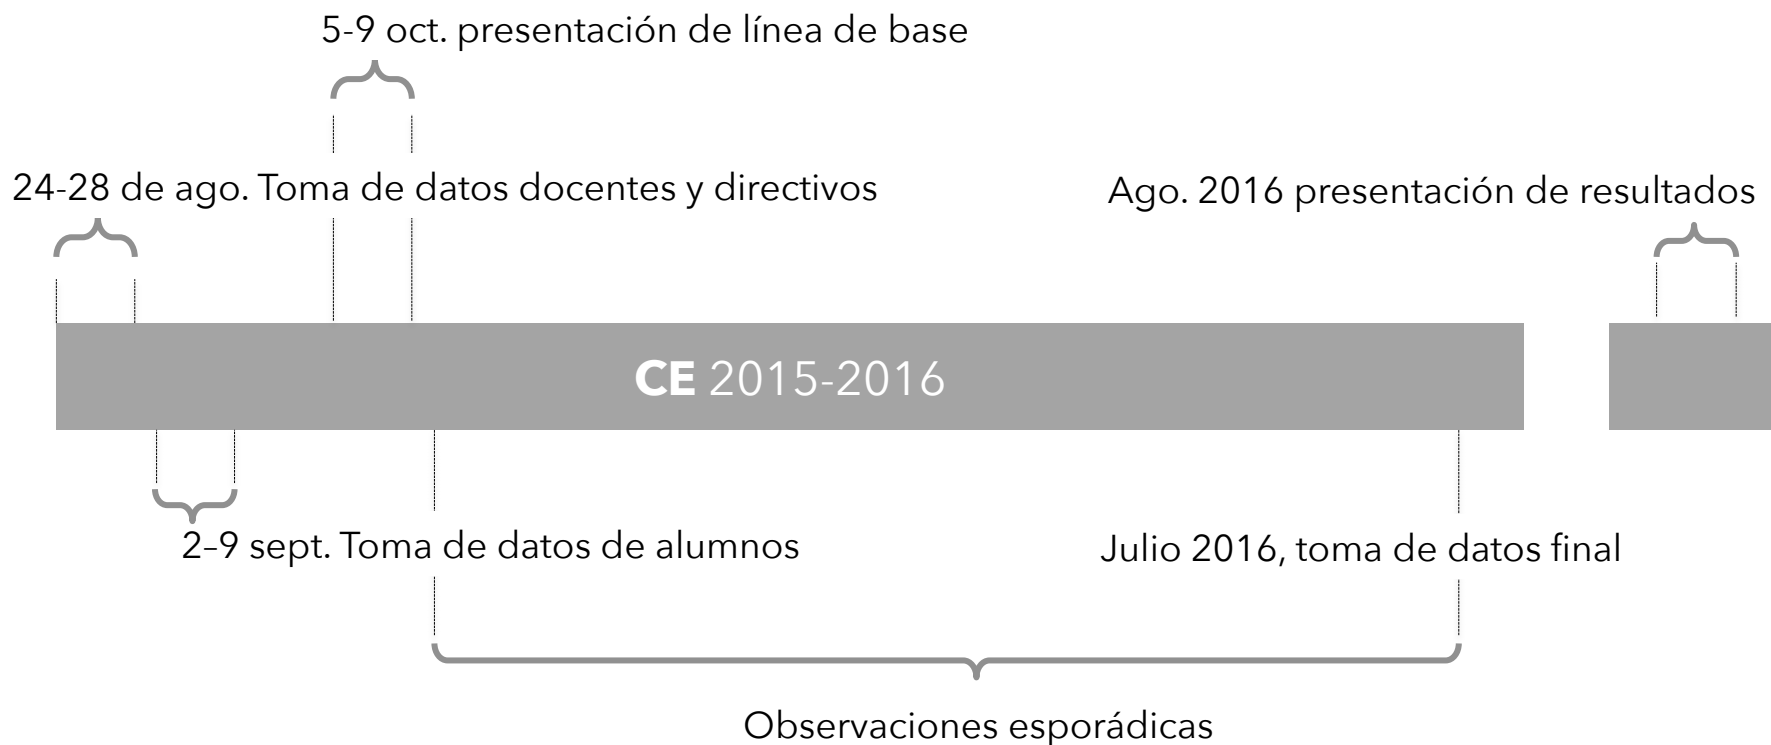 5-9 oct. presentación de línea de base
24-28 de ago. Toma de datos docentes y directivos
Ago. 2016 presentación de resultados
CE 2015-2016
2–9 sept. Toma de datos de alumnos
Julio 2016, toma de datos final
Observaciones esporádicas